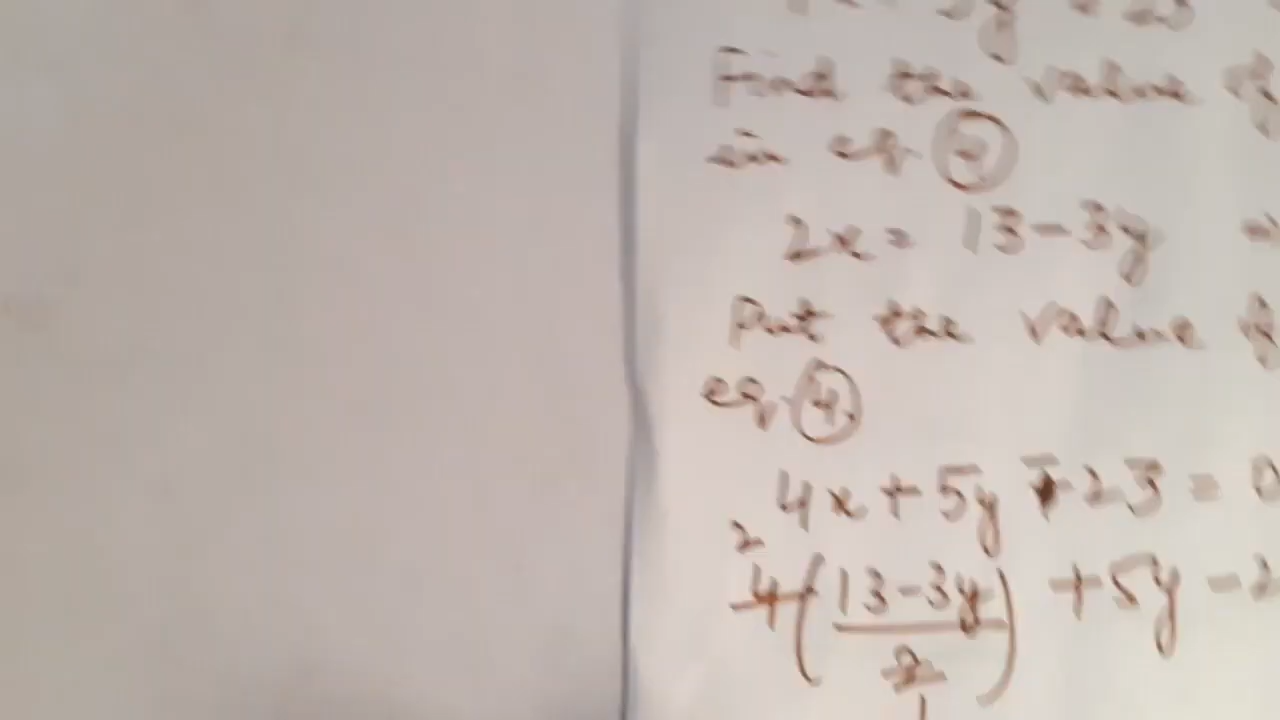 Find the value
in eq
2x = 13-3y
Put the value
eq (4)
4x + 5y - 23 = 0
2
4(13-3y) + 5y - 2
2
1